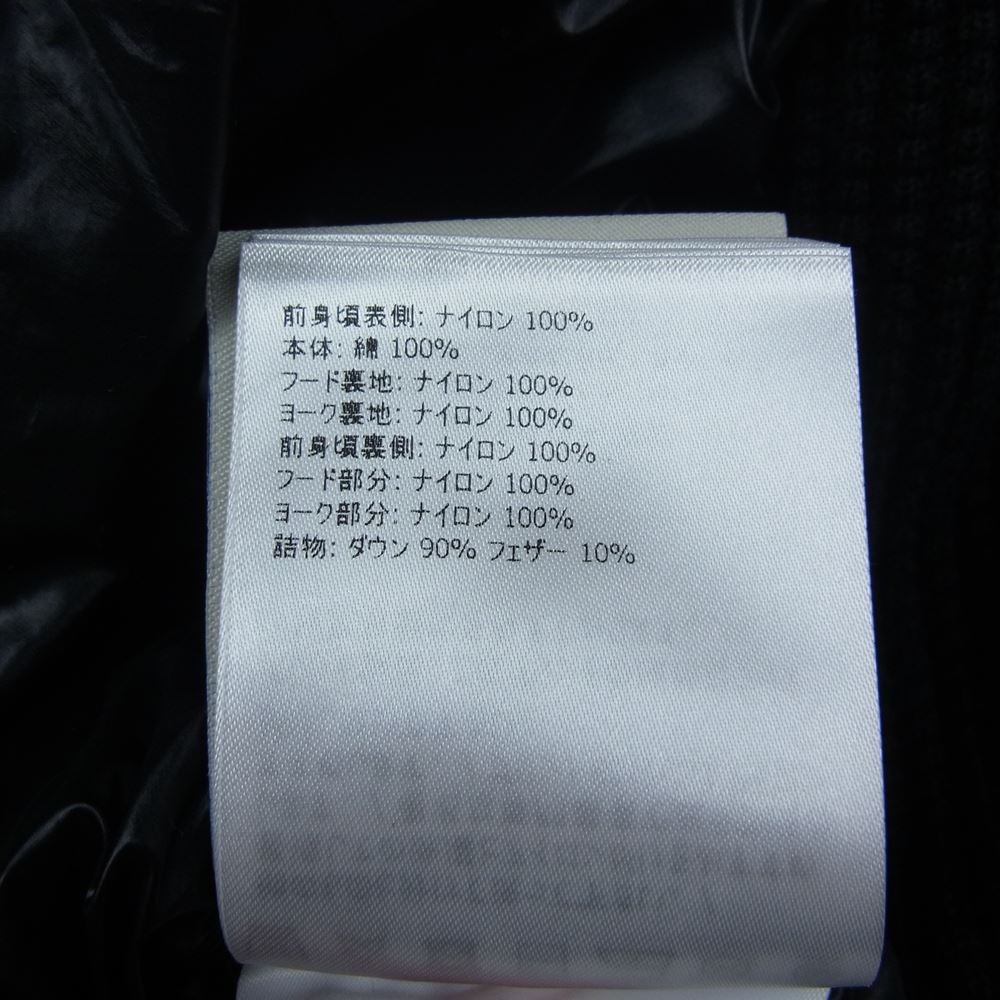 前身頃表側: ナイロン 100%
本体: 綿 100%
フード裏地: ナイロン 100%
ヨーク裏地: ナイロン 100%
前身頃裏側: ナイロン 100%
フード部分: ナイロン 100%
ヨーク部分: ナイロン 100%
詰物: ダウン 90% フェザー 10%